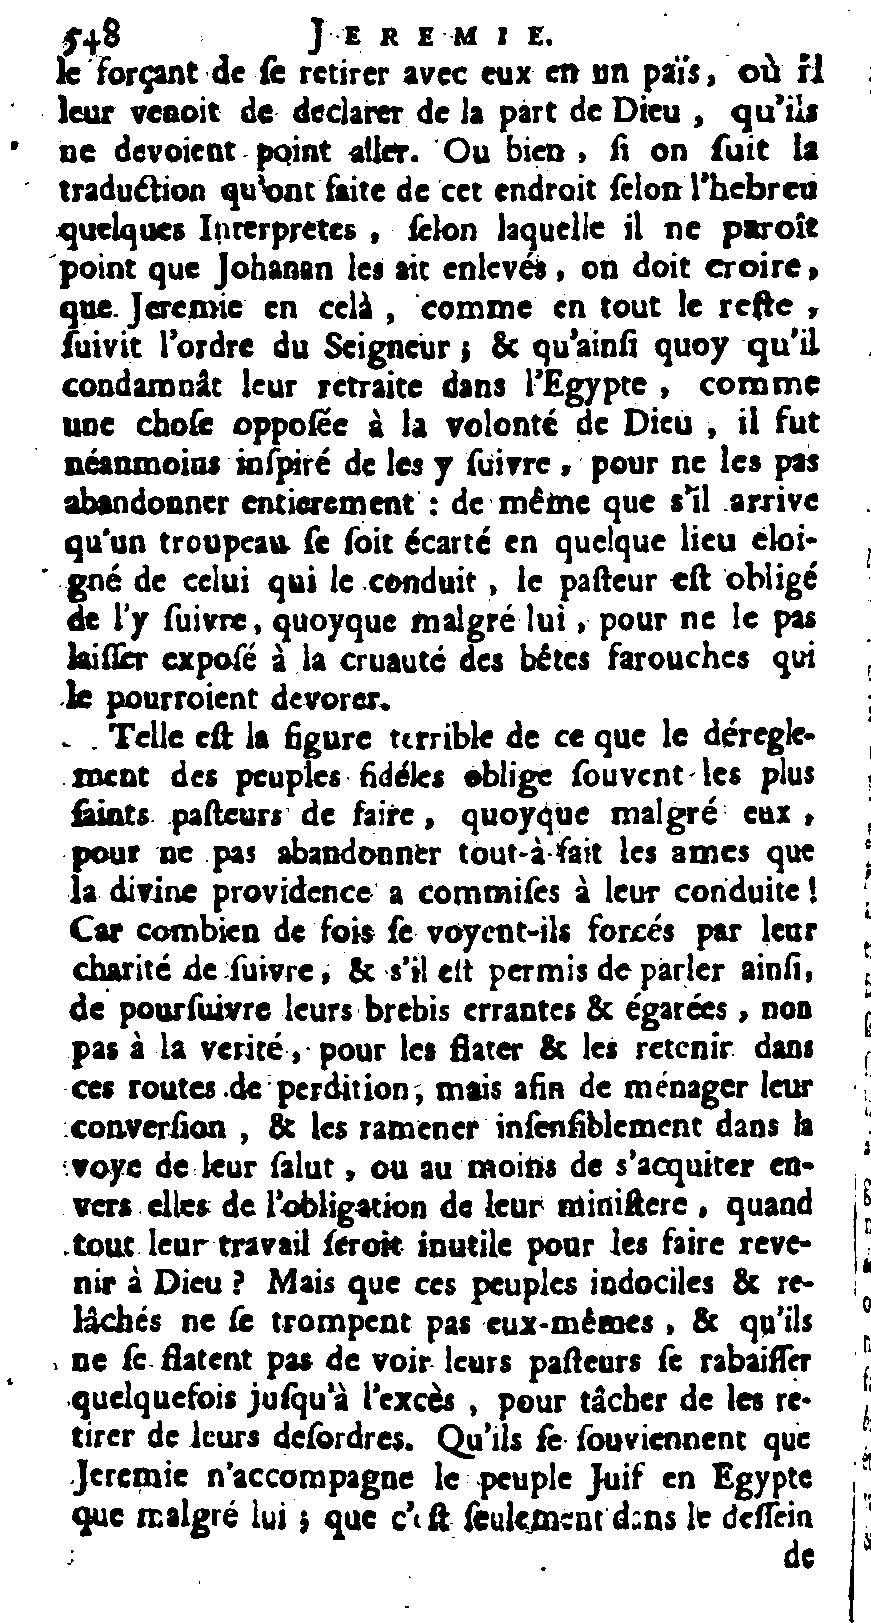 548 JEREMIE.
le forçant de ſe retirer avec eux en un païs, où il
leur venoit de declarer de la part de Dieu, qu'ils
ne devoient point aller. Ou bien, ſi on ſuit la
traduction qu'ont faite de cet endroit ſelon l'hebreu
quelques Interpretes, ſelon laquelle il ne paroît
point que Johanan les ait enlevés, on doit croire,
que Jeremie en celà, comme en tout le reſte,
ſuivit l'ordre du Seigneur; & qu'ainſi quoy qu'il
condamnât leur retraite dans l'Egypte, comme
une choſe oppoſée à la volonté de Dieu, il fut
néanmoins inſpiré de les y ſuivre, pour ne les pas
abandonner entierement : de même que s'il arrive
qu'un troupeau ſe ſoit écarté en quelque lieu éloi-
gné de celui qui le conduit, le paſteur eſt obligé
de l'y ſuivre, quoyque malgré lui, pour ne le pas
laiſſer expoſé à la cruauté des bêtes farouches qui
le pourroient devorer.
Telle eſt la figure terrible de ce que le déregle-
ment des peuples fidéles oblige ſouvent les plus
ſaints paſteurs de faire, quoyque malgré eux,
pour ne pas abandonner tout-à-fait les ames que
la divine providence a commiſes à leur conduite!
Car combien de fois ſe voyent-ils forcés par leur
charité de ſuivre, & s'il eſt permis de parler ainſi,
de pourſuivre leurs brebis errantes & égarées, non
pas à la verité, pour les flater & les retenir dans
ces routes de perdition, mais afin de ménager leur
converſion, & les ramener inſenſiblement dans la
voye de leur ſalut, ou au moins de s'acquiter en-
vers elles de l'obligation de leur miniſtere, quand
tout leur travail ſeroit inutile pour les faire reve-
nir à Dieu? Mais que ces peuples indociles & re-
lâchés ne ſe trompent pas eux-mêmes, & qu'ils
ne ſe flatent pas de voir leurs paſteurs ſe rabaiſſer
quelquefois juſqu'à l'excès, pour tâcher de les re-
tirer de leurs deſordres. Qu'ils ſe ſouviennent que
Jeremie n'accompagne le peuple Juif en Egypte
que malgré lui; que c'eſt ſeulement dans le deſſein
de